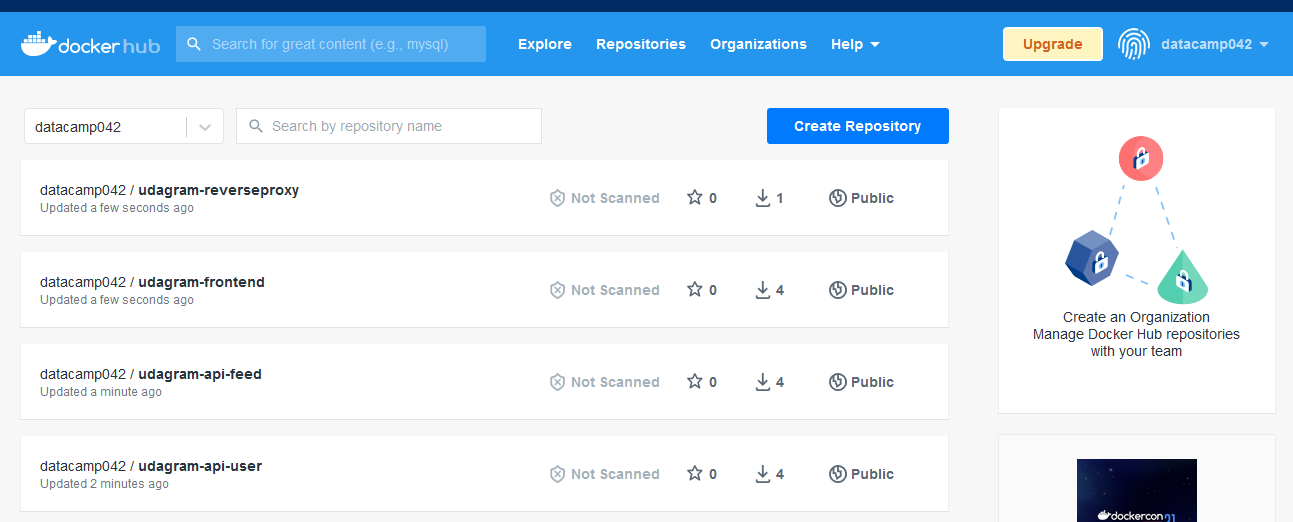 docker hub
Search for great content (e.g., mysql)
Explore
Repositories
Organizations
Help
Upgrade
datacamp042
datacamp042
Search by repository name
Create Repository
datacamp042 / udagram-reverseproxy
Updated a few seconds ago
Not Scanned
0
1
Public
datacamp042 / udagram-frontend
Updated a few seconds ago
Not Scanned
0
4
Public
datacamp042 / udagram-api-feed
Updated a minute ago
Not Scanned
0
4
Public
datacamp042 / udagram-api-user
Updated 2 minutes ago
Not Scanned
0
4
Public
Create an Organization
Manage Docker Hub repositories
with your team
dockercon21